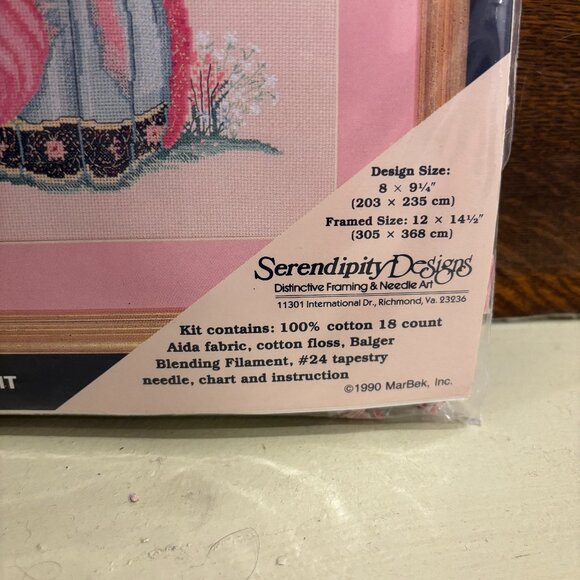 Design Size:
8 × 9¼"
(203 × 235 cm)
Framed Size: 12 × 14½"
(305 × 368 cm)
Serendipity Designs
Distinctive Framing & Needle Art
11301 International Dr., Richmond, Va. 23236
Kit contains: 100% cotton 18 count
Aida fabric, cotton floss, Balger
Blending Filament, #24 tapestry
needle, chart and instruction
©1990 MarBek, Inc.